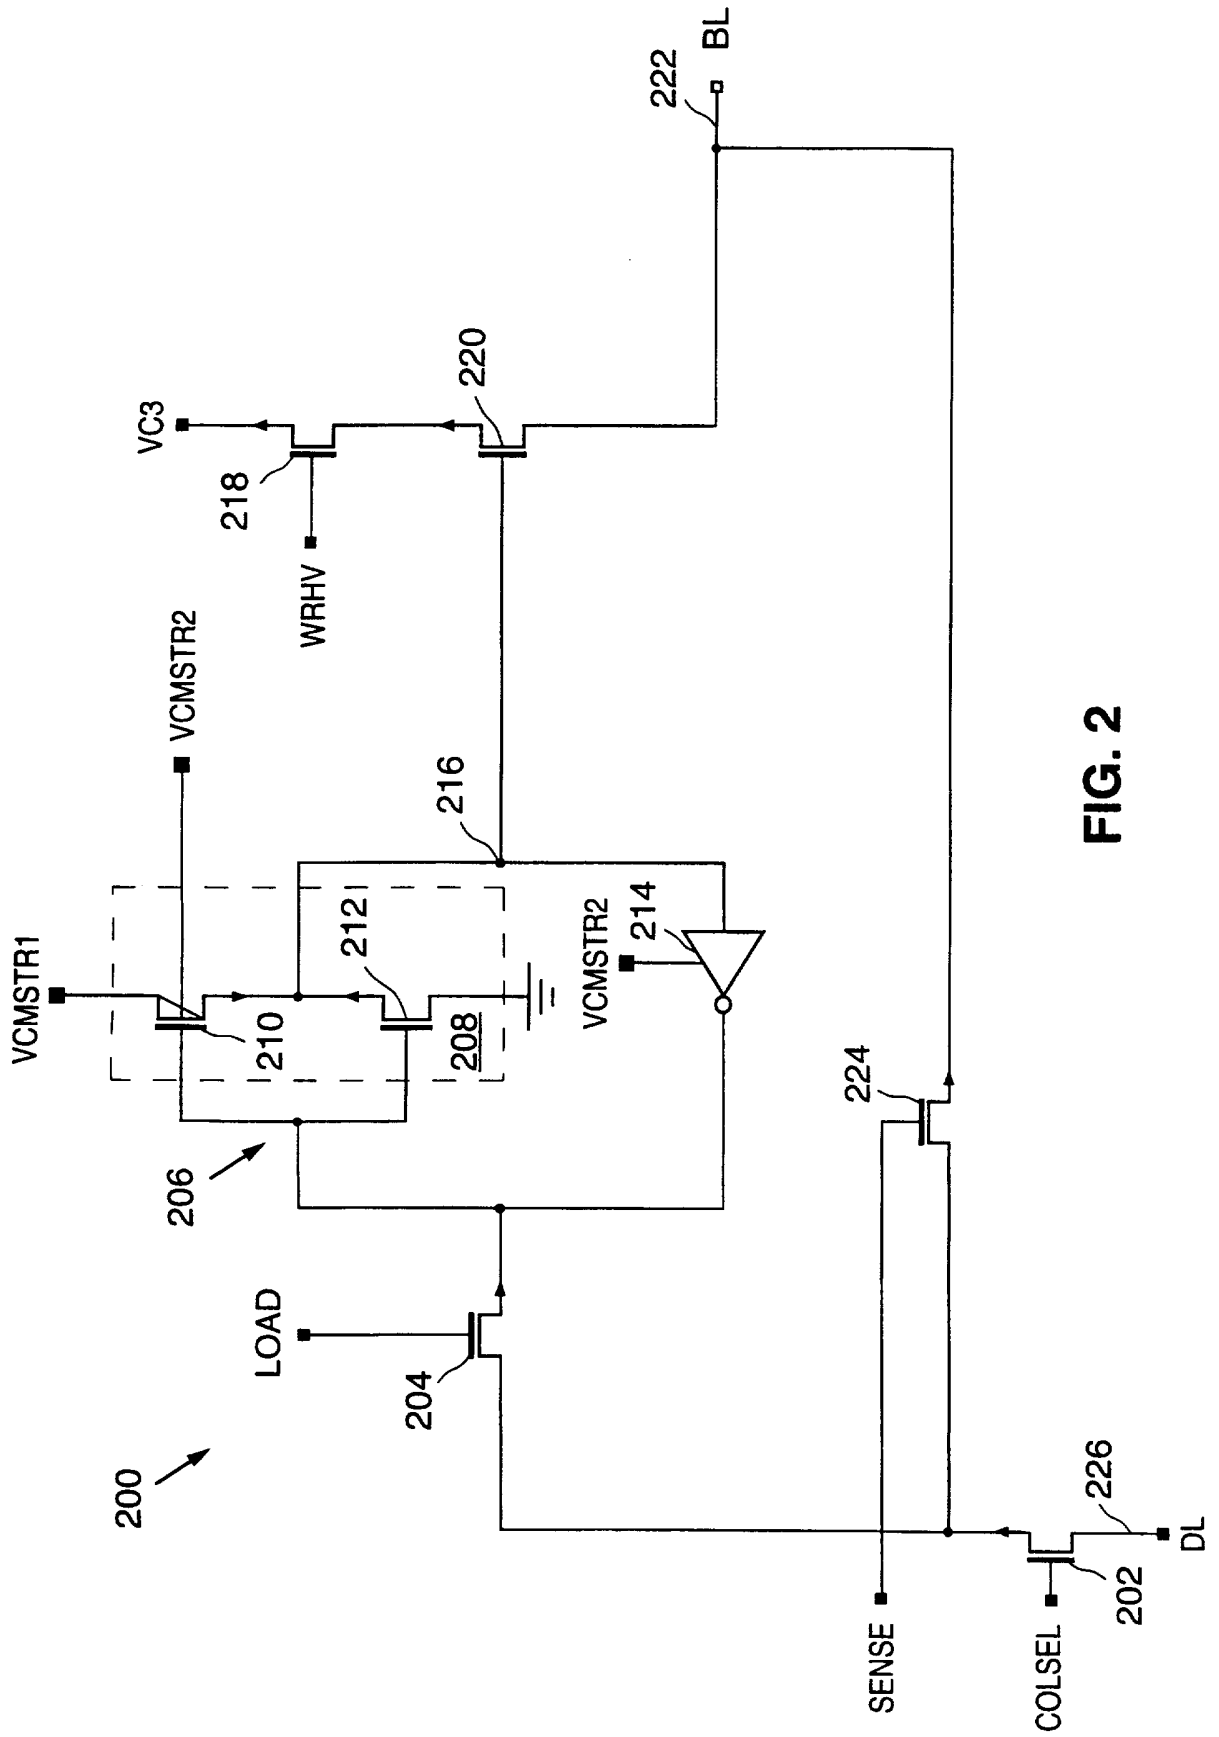 200
LOAD
204
206
VCMSTR1
VCMSTR2
210
212
208
216
VCMSTR2
214
VC3
218
WRHV
220
222
BL
SENSE
224
COLSEL
202
226
DL
FIG. 2